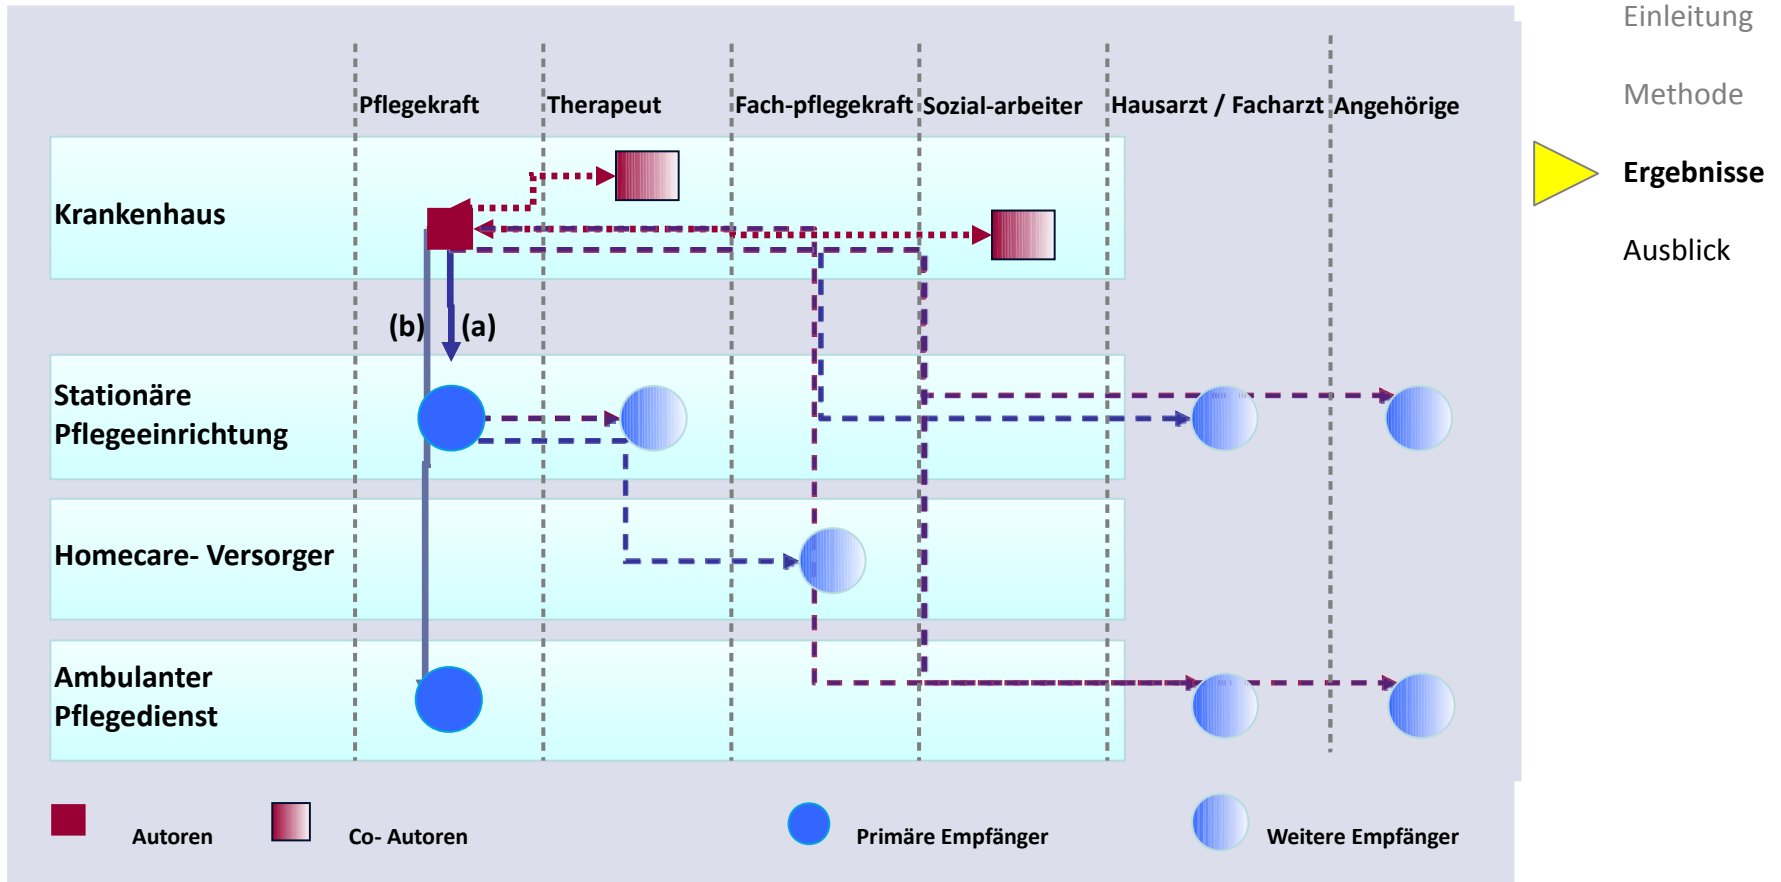 Einleitung
Methode
Ergebnisse
Ausblick
Pflegekraft
Therapeut
Fach-pflegekraft
Sozial-arbeiter
Hausarzt / Facharzt
Angehörige
Krankenhaus
(b)
(a)
Stationäre
Pflegeeinrichtung
Homecare- Versorger
Ambulanter
Pflegedienst
Autoren
Co- Autoren
Primäre Empfänger
Weitere Empfänger